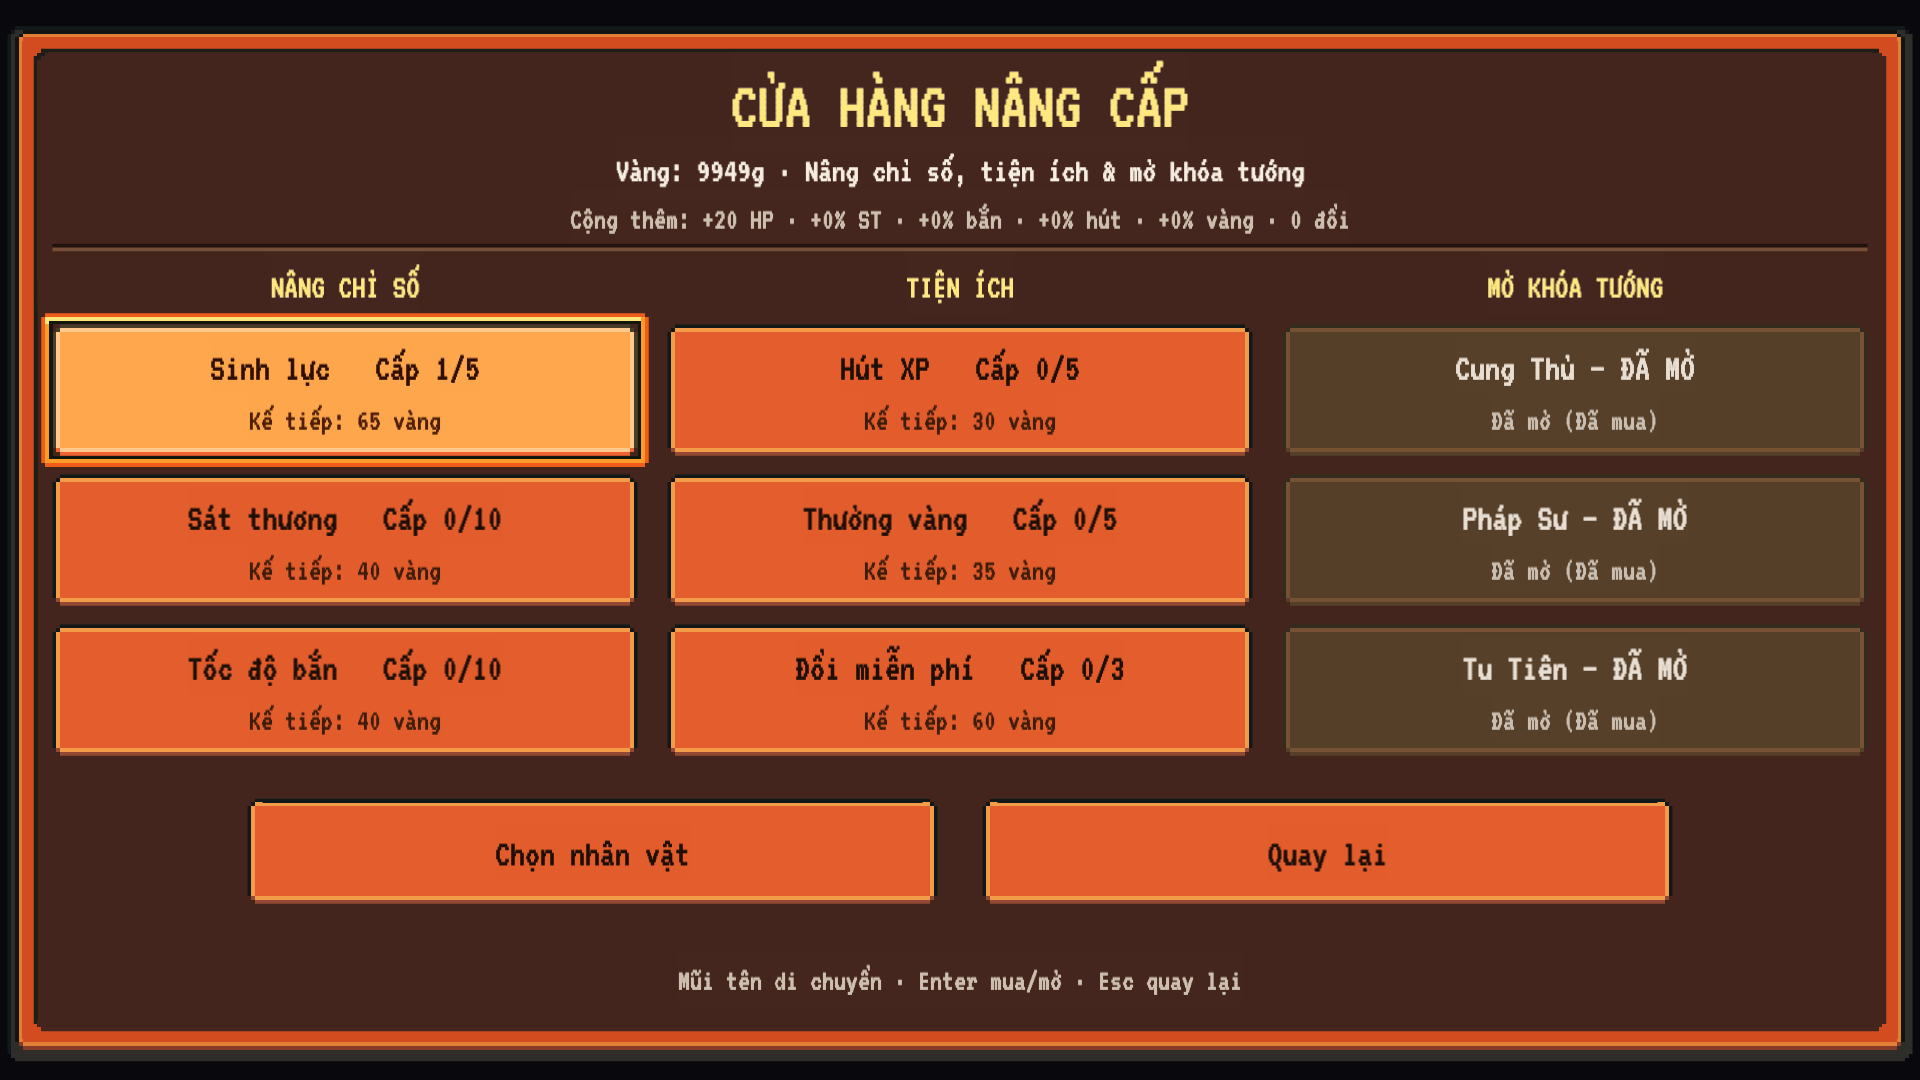 CỬA HÀNG NÂNG CẤP
Vàng: 9949g · Nâng chỉ số, tiện ích & mở khóa tướng
Cộng thêm: +20 HP · +0% ST · +0% bắn · +0% hút · +0% vàng · 0 đổi
NÂNG CHỈ SỐ
Sinh lực Cấp 1/5
Kế tiếp: 65 vàng
Sát thương Cấp 0/10
Kế tiếp: 40 vàng
Tốc độ bắn Cấp 0/10
Kế tiếp: 40 vàng
TIỆN ÍCH
Hút XP Cấp 0/5
Kế tiếp: 30 vàng
Thưởng vàng Cấp 0/5
Kế tiếp: 35 vàng
Đổi miễn phí Cấp 0/3
Kế tiếp: 60 vàng
MỞ KHÓA TƯỚNG
Cung Thủ - ĐÃ MỞ
Đã mở (Đã mua)
Pháp Sư - ĐÃ MỞ
Đã mở (Đã mua)
Tu Tiên - ĐÃ MỞ
Đã mở (Đã mua)
Chọn nhân vật
Quay lại
Mũi tên di chuyển · Enter mua/mở · Esc quay lại